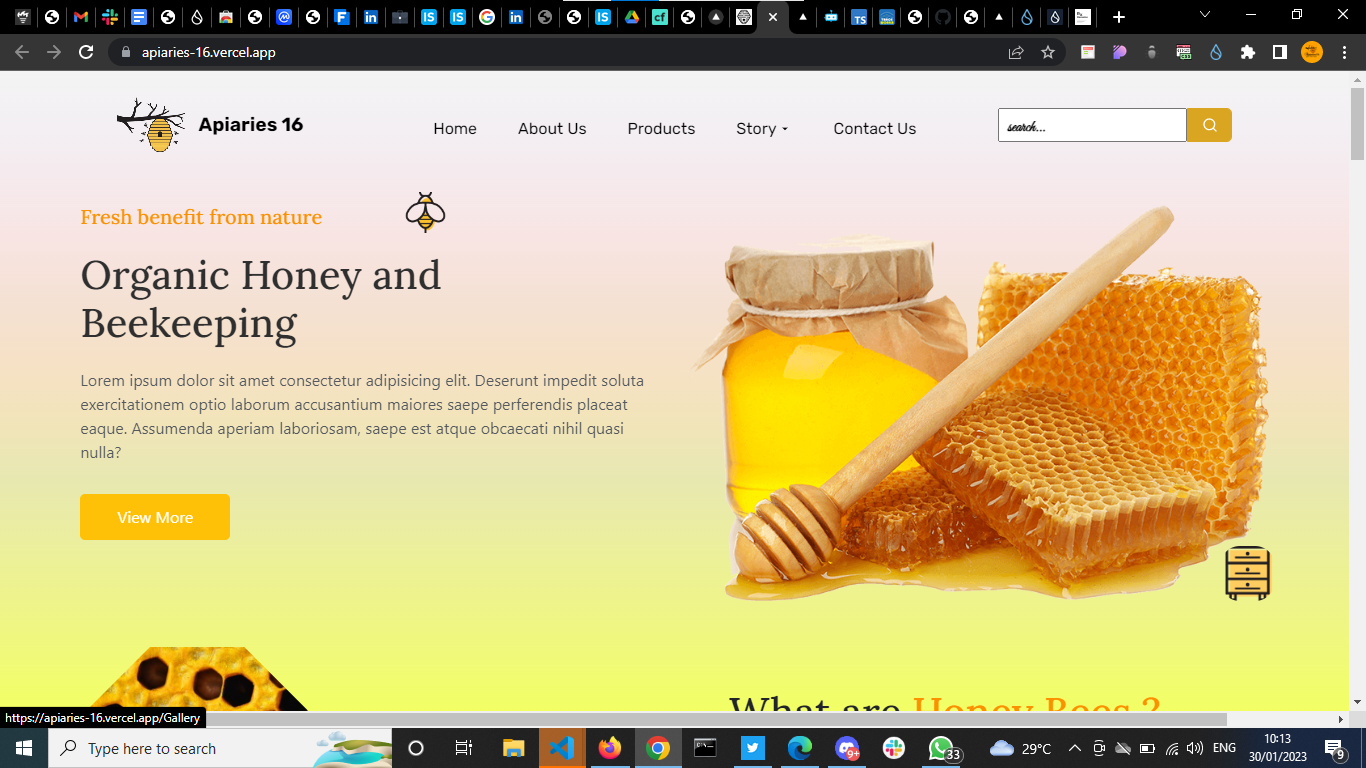 apiaries-16.vercel.app
Apiaries 16
Home
About Us
Products
Story
Contact Us
search...
Fresh benefit from nature
Organic Honey and
Beekeeping
Lorem ipsum dolor sit amet consectetur adipisicing elit. Deserunt impedit soluta
exercitationem optio laborum accusantium maiores saepe perferendis placeat
eaque. Assumenda aperiam laboriosam, saepe est atque obcaecati nihil quasi
nulla?
View More
What are Honey Bees ?
https://apiaries-16.vercel.app/Gallery
Type here to search
9+
33
29°C
ENG
10:13
30/01/2023
9